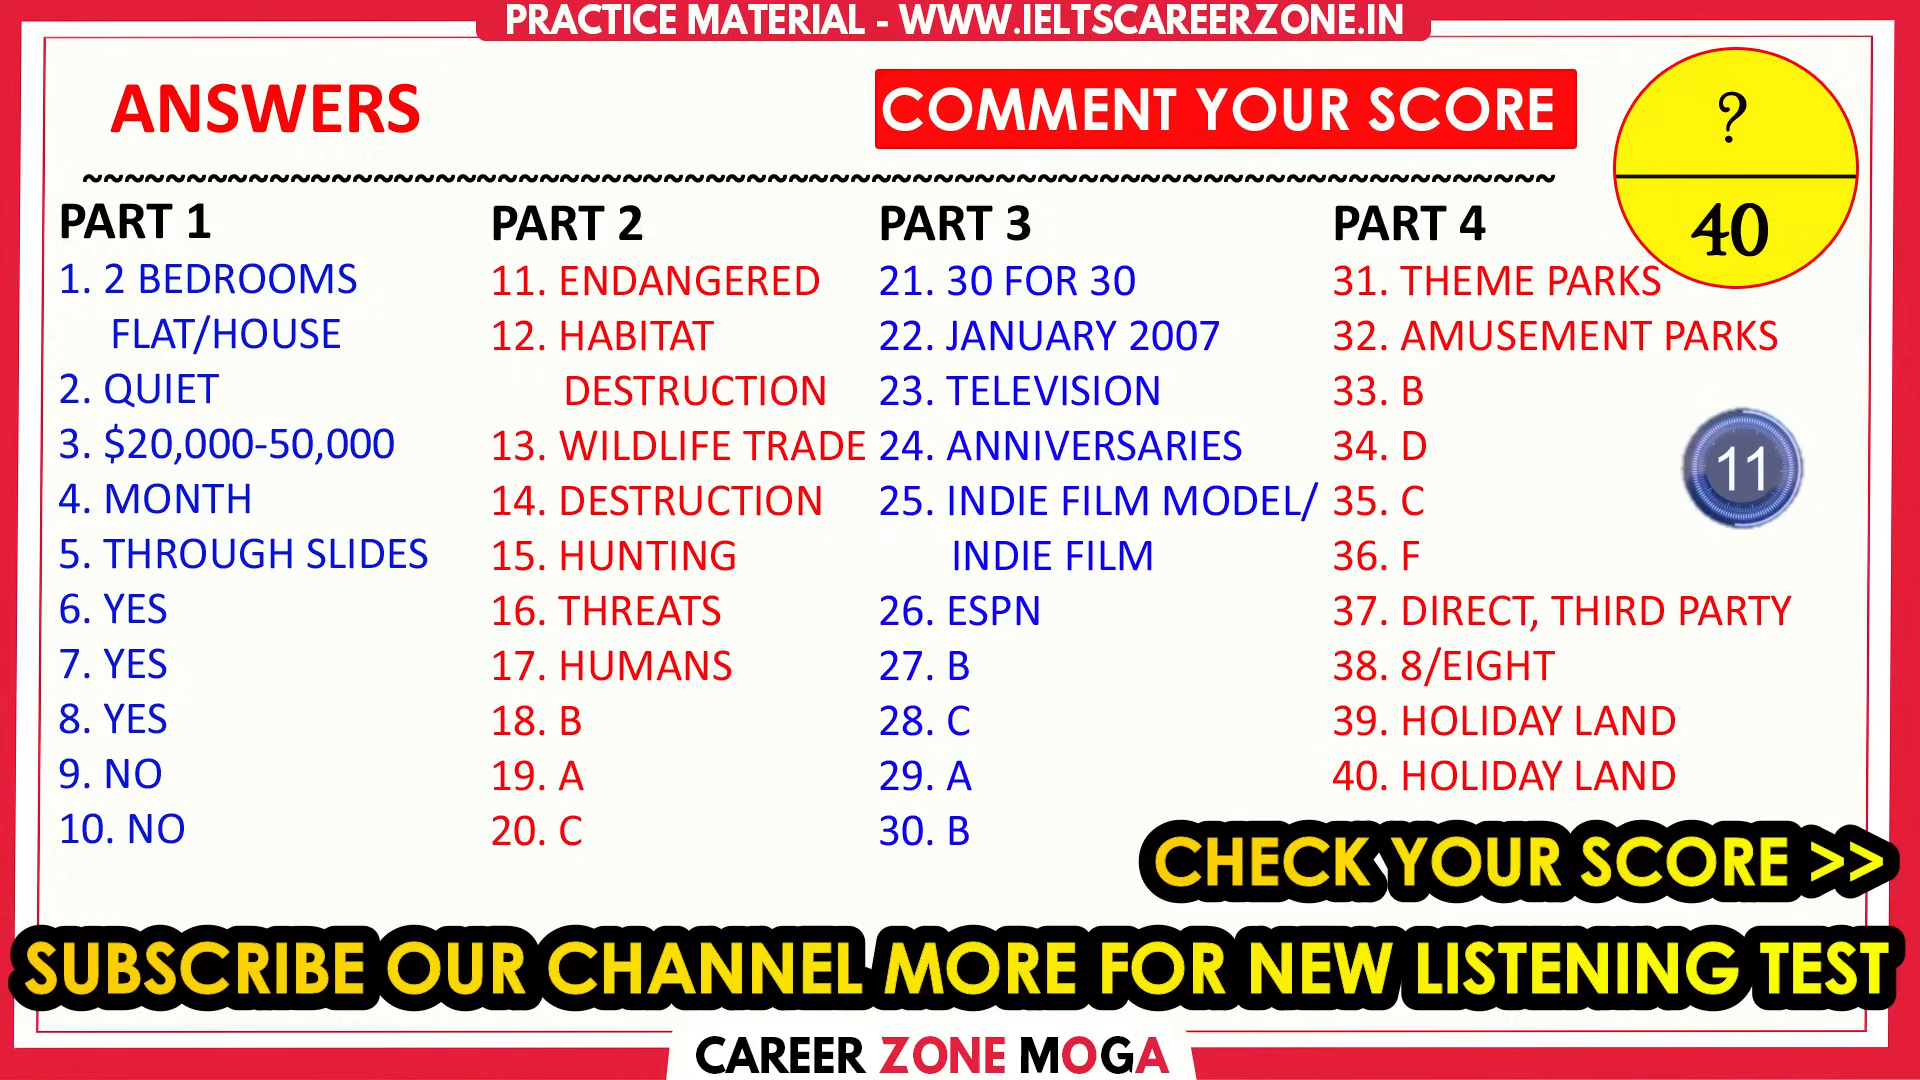 PRACTICE MATERIAL - WWW.IELTSCAREERZONE.IN
ANSWERS
COMMENT YOUR SCORE
?
40
~~~~~~~~~~~~~~~~~~~~~~~~~~~~~~~~~~~~~~~~~~~~~~~~~~~~~~~~~~~~~~~~~~~~~~
PART 1
1. 2 BEDROOMS
FLAT/HOUSE
2. QUIET
3. $20,000-50,000
4. MONTH
5. THROUGH SLIDES
6. YES
7. YES
8. YES
9. NO
10. NO
PART 2
11. ENDANGERED
12. HABITAT
DESTRUCTION
13. WILDLIFE TRADE
14. DESTRUCTION
15. HUNTING
16. THREATS
17. HUMANS
18. B
19. A
20. C
PART 3
21. 30 FOR 30
22. JANUARY 2007
23. TELEVISION
24. ANNIVERSARIES
25. INDIE FILM MODEL/
INDIE FILM
26. ESPN
27. B
28. C
29. A
30. B
PART 4
31. THEME PARKS
32. AMUSEMENT PARKS
33. B
34. D
35. C
36. F
37. DIRECT, THIRD PARTY
38. 8/EIGHT
39. HOLIDAY LAND
40. HOLIDAY LAND
11
CHECK YOUR SCORE >>
SUBSCRIBE OUR CHANNEL MORE FOR NEW LISTENING TEST
CAREER ZONE MOGA